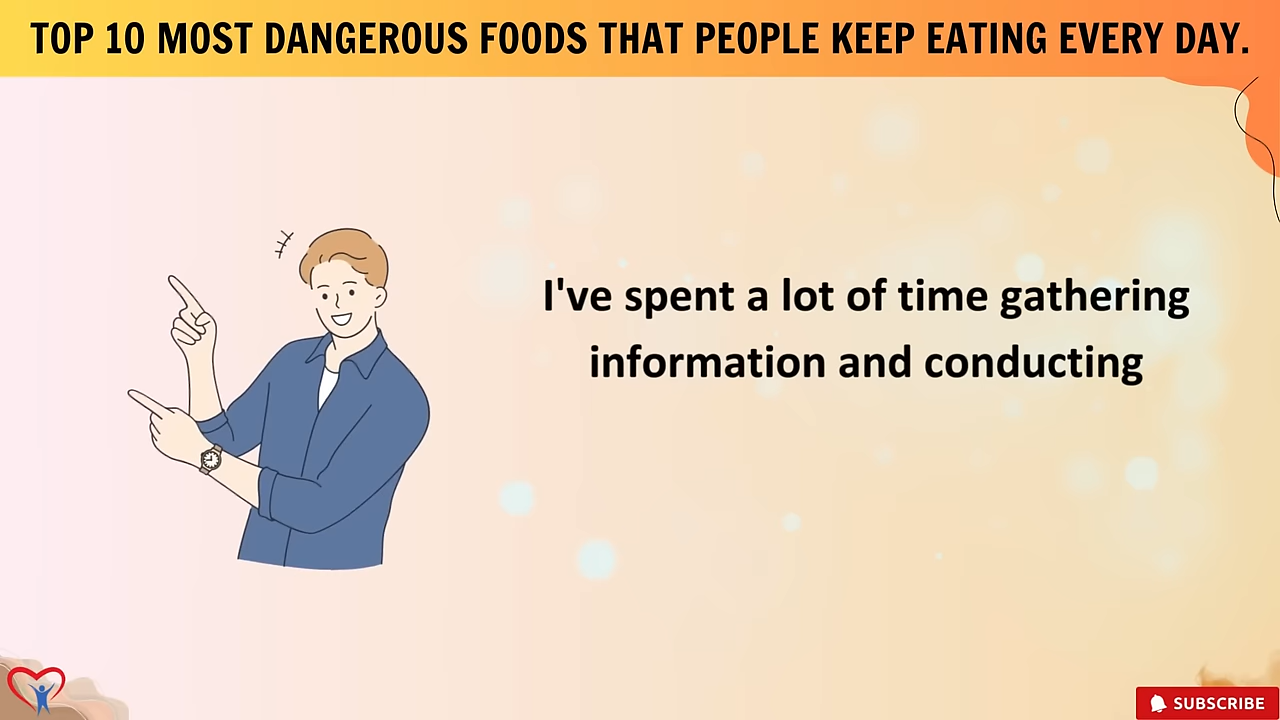 TOP 10 MOST DANGEROUS FOODS THAT PEOPLE KEEP EATING EVERY DAY.
I've spent a lot of time gathering
information and conducting
SUBSCRIBE